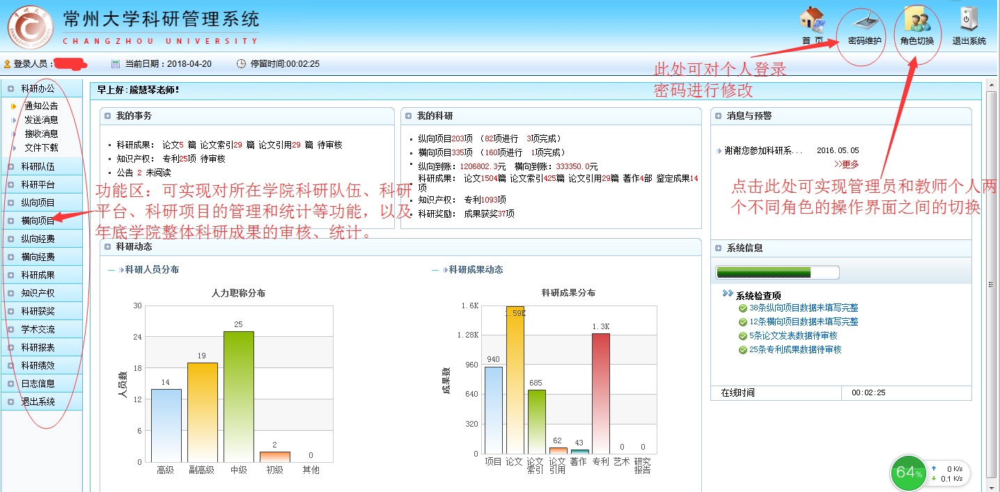 常州大学科研管理系统
CHANGZHOU UNIVERSITY
首 页
密码维护
角色切换
退出系统
登录人员：
当前日期：2018-04-20
停留时间:00:02:25
此处可对个人登录
密码进行修改
科研办公
通知公告
发送消息
接收消息
文件下载
科研队伍
科研平台
纵向项目
横向项目
纵向经费
横向经费
科研成果
知识产权
科研获奖
学术交流
科研报表
科研绩效
日志信息
退出系统
早上好:陇慧琴老师!
我的事务
科研成果： 论文5 篇 论文索引29 篇 论文引用29 篇 待审核
知识产权： 专利25项 待审核
公告 2 未阅读
功能区：可实现对所在学院科研队伍、科研
平台、科研项目的管理和统计等功能，以及
年底学院整体科研成果的审核、统计。
我的科研
纵向项目203项 （82项进行 3项完成）
横向项目335项 （160项进行 1项完成）
纵向到账：1206802.3元 横向到账：333350.0元
科研成果： 论文1504篇 论文索引425篇 论文引用29篇 著作4部 鉴定成果14
项
知识产权： 专利1093项
科研奖励： 成果获奖37项
消息与预警
谢谢您参加科研系... 2016.05.05
>>更多
点击此处可实现管理员和教师个人两
个不同角色的操作界面之间的切换
科研动态
科研人员分布
人力职称分布
人员数
30
24
18
12
6
0
14
19
25
2
0
高级
副高级
中级
初级
其他
科研成果动态
科研成果分布
成果数
1.6K
1.28K
960
640
320
0
940
1.59K
685
62
43
1.3K
0
0
项目
论文
论文
索引
论文
引用
著作
专利
艺术
研究
报告
系统信息
系统检查项
38条纵向项目数据未填写完整
12条横向项目数据未填写完整
5条论文发表数据待审核
25条专利成果数据待审核
在线时间
00:02:25
64%
0 K/s
0.1 K/s